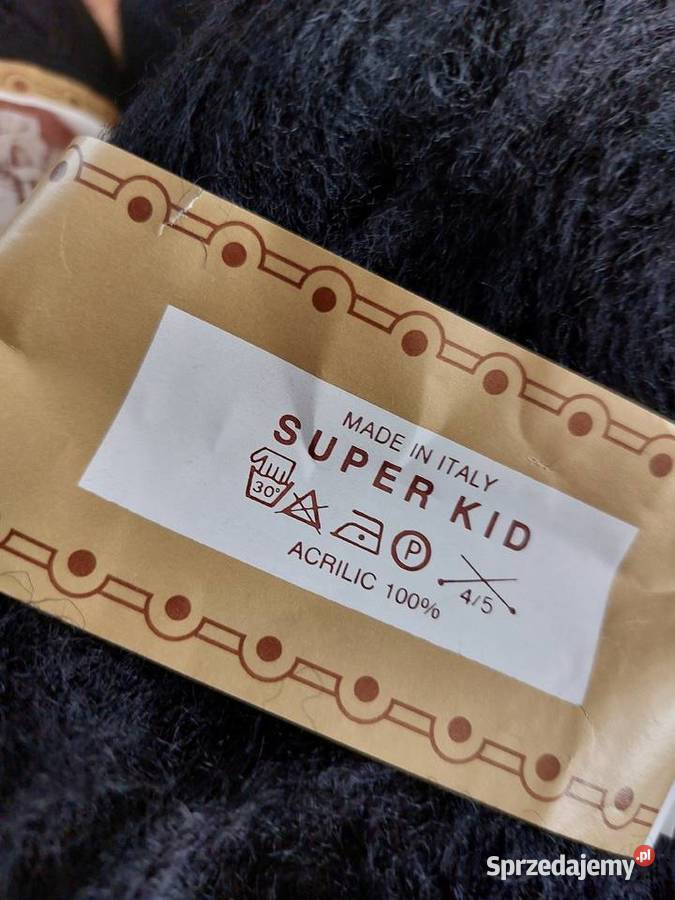 MADE IN ITALY
SUPER KID
30° P 4/5
ACRILIC 100%
Sprzedajemy.pl